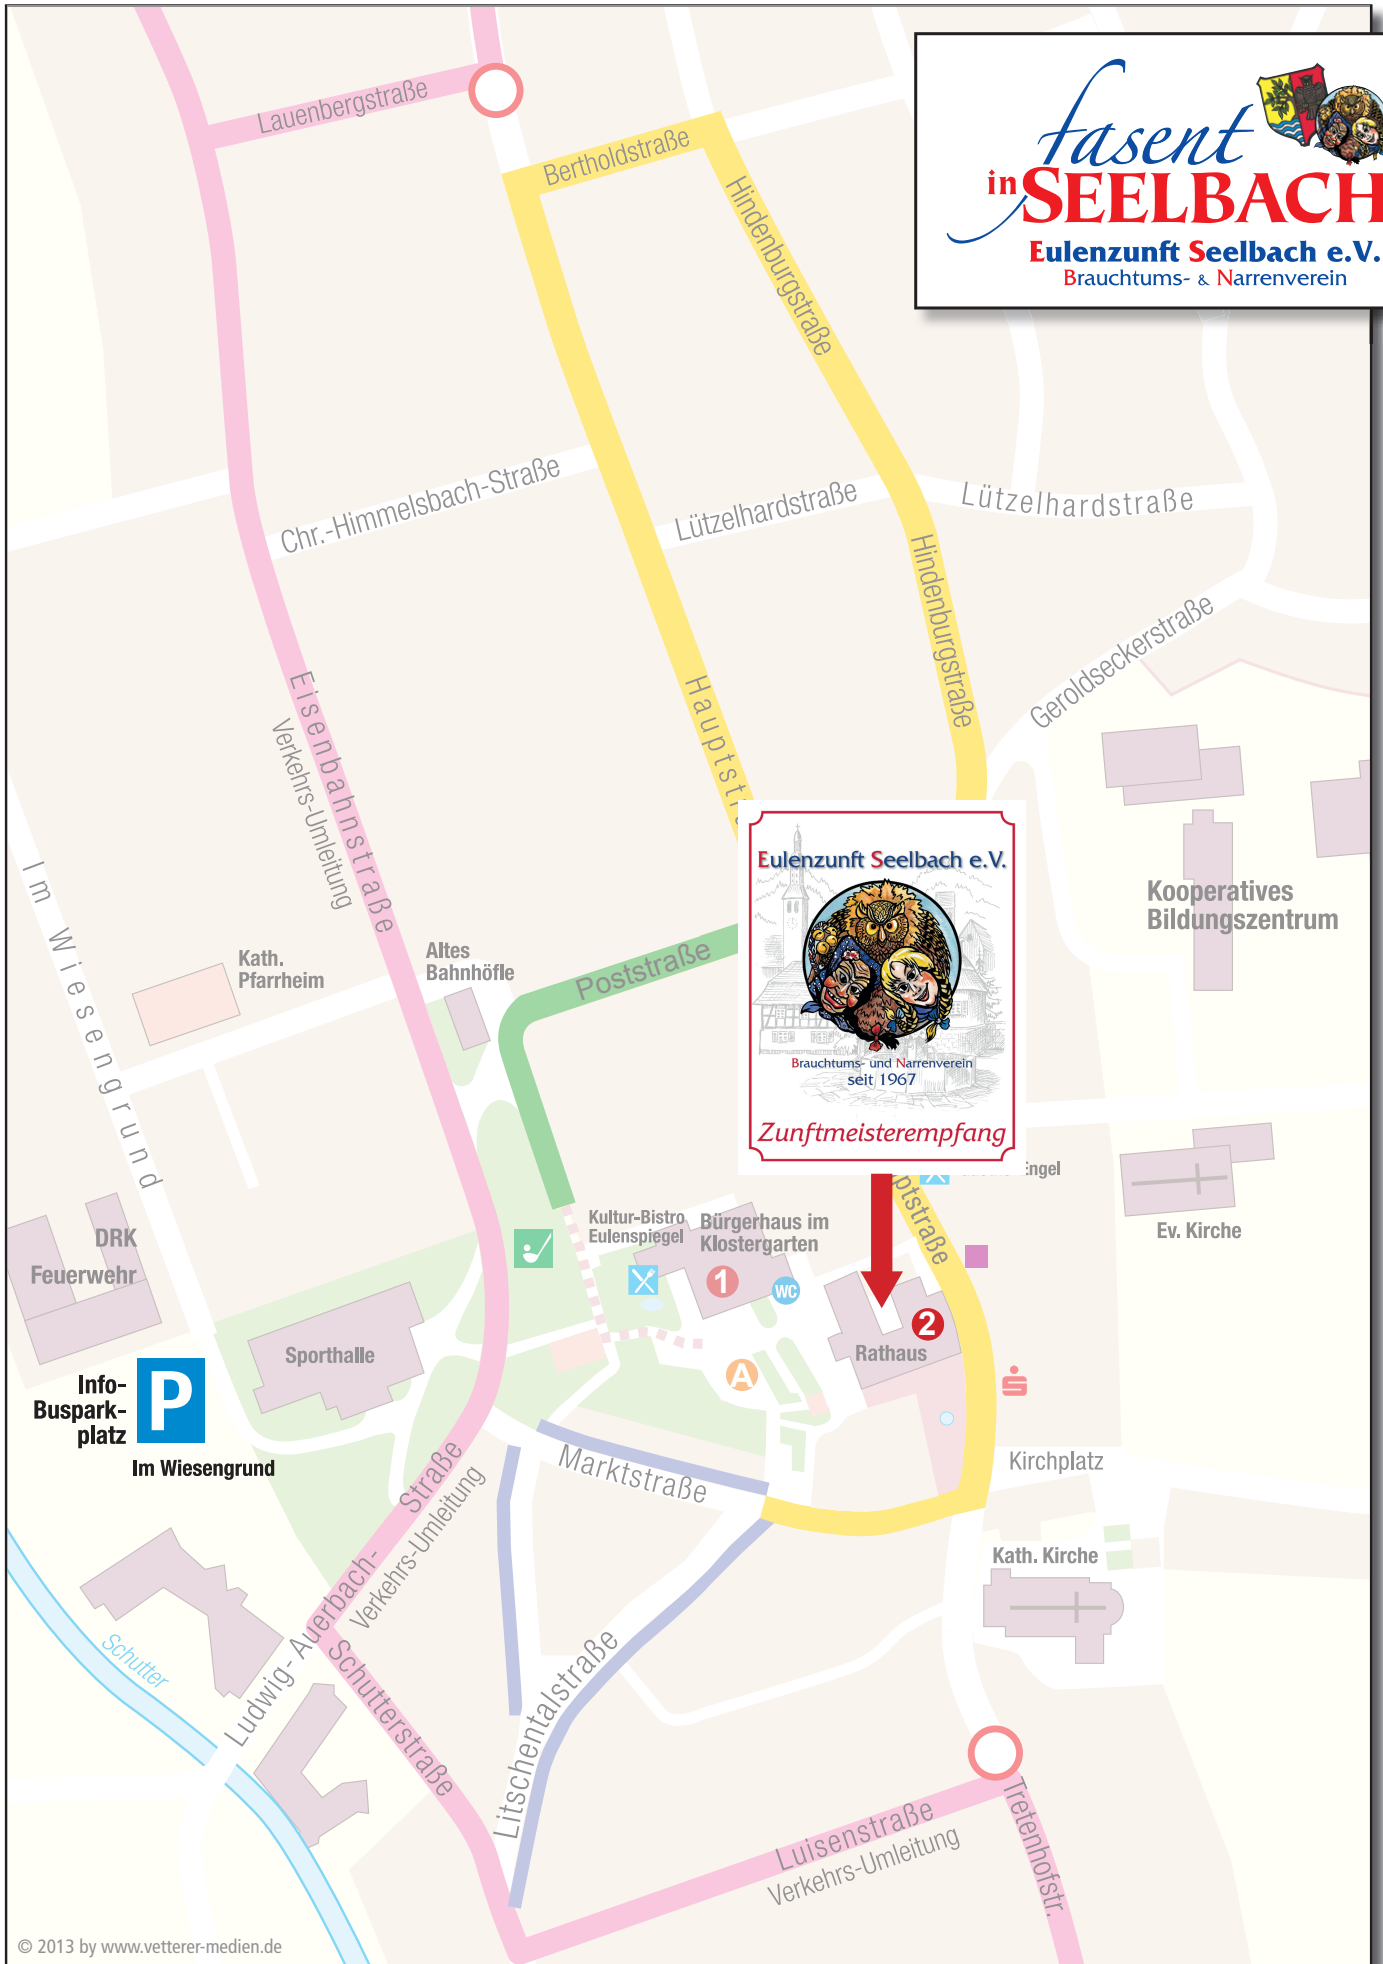 fasent
in SEELBACH
Eulenzunft Seelbach e.V.
Brauchtums- & Narrenverein
Lauenbergstraße
Bertholdstraße
Hindenburgstraße
Chr.-Himmelsbach-Straße
Lützelhardstraße
Lützelhardstraße
Hindenburgstraße
Geroldseckerstraße
Eisenbahnstraße
Verkehrs-Umleitung
Hauptstra
Im Wiesengrund
Kooperatives
Bildungszentrum
Kath.
Pfarrheim
Altes
Bahnhöfle
Poststraße
Eulenzunft Seelbach e.V.
Brauchtums- und Narrenverein
seit 1967
Zunftmeisterempfang
Engel
ptstraße
Ev. Kirche
DRK
Feuerwehr
Kultur-Bistro
Eulenspiegel
Bürgerhaus im
Klostergarten
1
WC
2
Rathaus
Sporthalle
A
Info-
Buspark-
platz
P
Im Wiesengrund
Marktstraße
Kirchplatz
Kath. Kirche
Ludwig-Auerbach-Straße
Verkehrs-Umleitung
Schutter
Schutterstraße
Litschentalstraße
Luisenstraße
Verkehrs-Umleitung
Tretenhofstr.
© 2013 by www.vetterer-medien.de